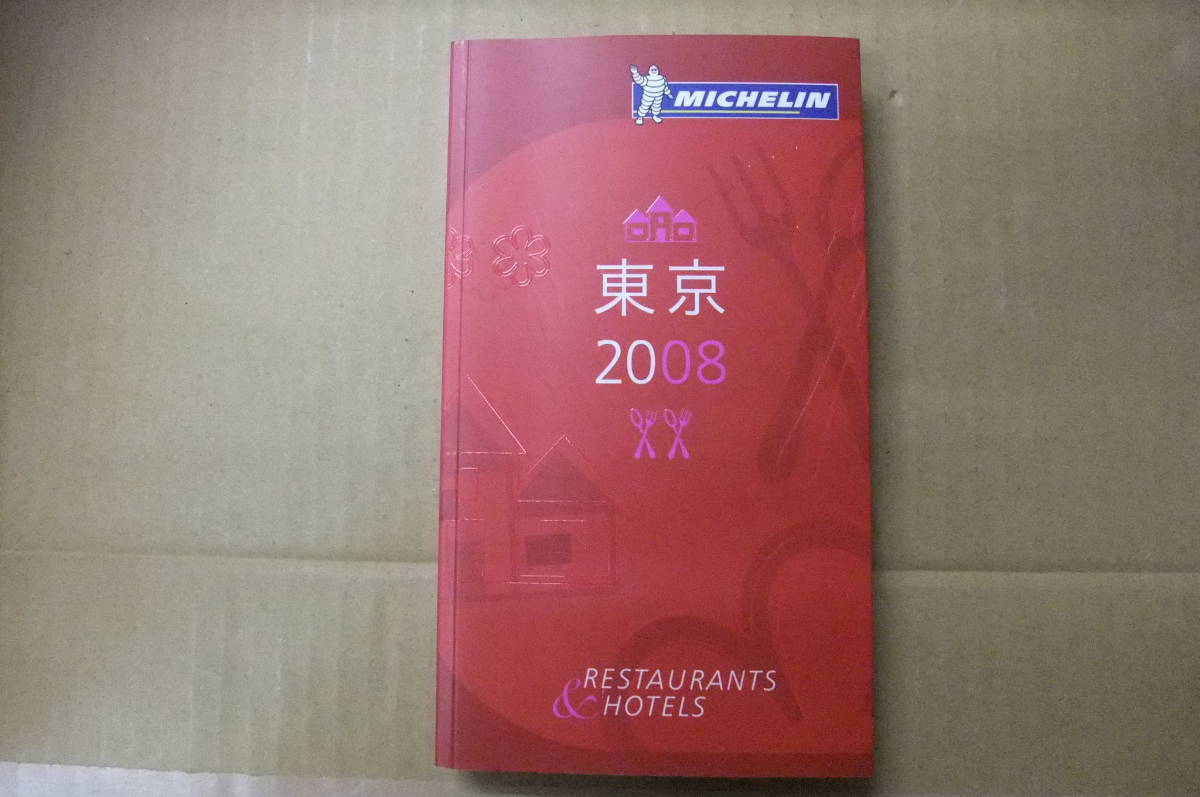 MICHELIN
東京
2008
RESTAURANTS
& HOTELS